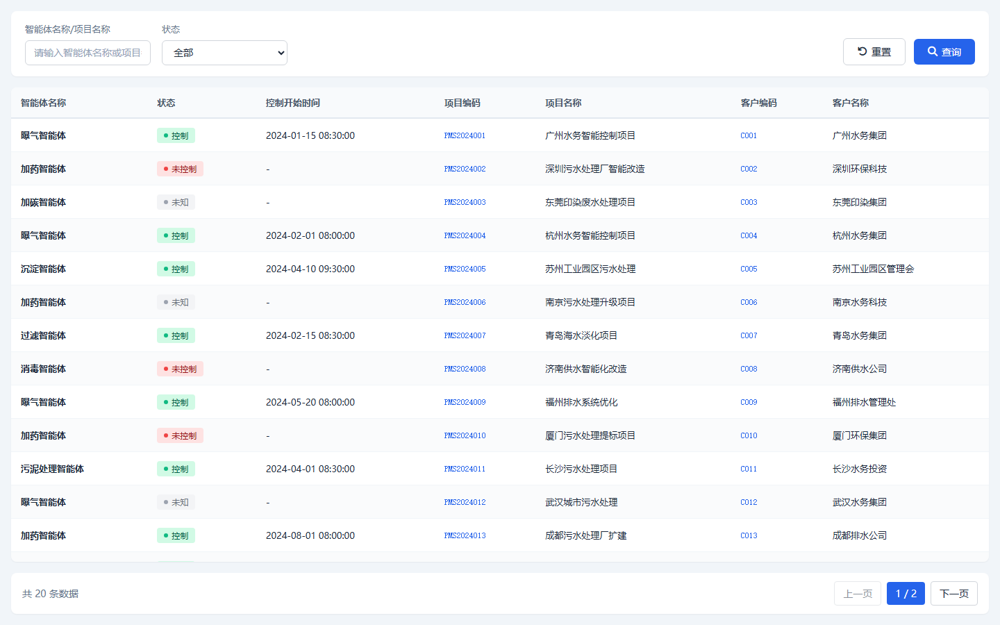 智能体名称/项目名称 状态
请输入智能体名称或项目 全部 重置 查询
智能体名称 状态 控制开始时间 项目编码 项目名称 客户编码 客户名称
曝气智能体 控制 2024-01-15 08:30:00 PMS2024001 广州水务智能控制项目 C001 广州水务集团
加药智能体 未控制 - PMS2024002 深圳污水处理厂智能改造 C002 深圳环保科技
加碳智能体 未知 - PMS2024003 东莞印染废水处理项目 C003 东莞印染集团
曝气智能体 控制 2024-02-01 08:00:00 PMS2024004 杭州水务智能控制项目 C004 杭州水务集团
沉淀智能体 控制 2024-04-10 09:30:00 PMS2024005 苏州工业园区污水处理 C005 苏州工业园区管理会
加药智能体 未知 - PMS2024006 南京污水处理升级项目 C006 南京水务科技
过滤智能体 控制 2024-02-15 08:30:00 PMS2024007 青岛海水淡化项目 C007 青岛水务集团
消毒智能体 未控制 - PMS2024008 济南供水智能化改造 C008 济南供水公司
曝气智能体 控制 2024-05-20 08:00:00 PMS2024009 福州排水系统优化 C009 福州排水管理处
加药智能体 未控制 - PMS2024010 厦门污水处理提标项目 C010 厦门环保集团
污泥处理智能体 控制 2024-04-01 08:30:00 PMS2024011 长沙污水处理项目 C011 长沙水务投资
曝气智能体 未知 - PMS2024012 武汉城市污水处理 C012 武汉水务集团
加药智能体 控制 2024-08-01 08:00:00 PMS2024013 成都污水处理厂扩建 C013 成都排水公司
共 20 条数据 上一页 1 / 2 下一页